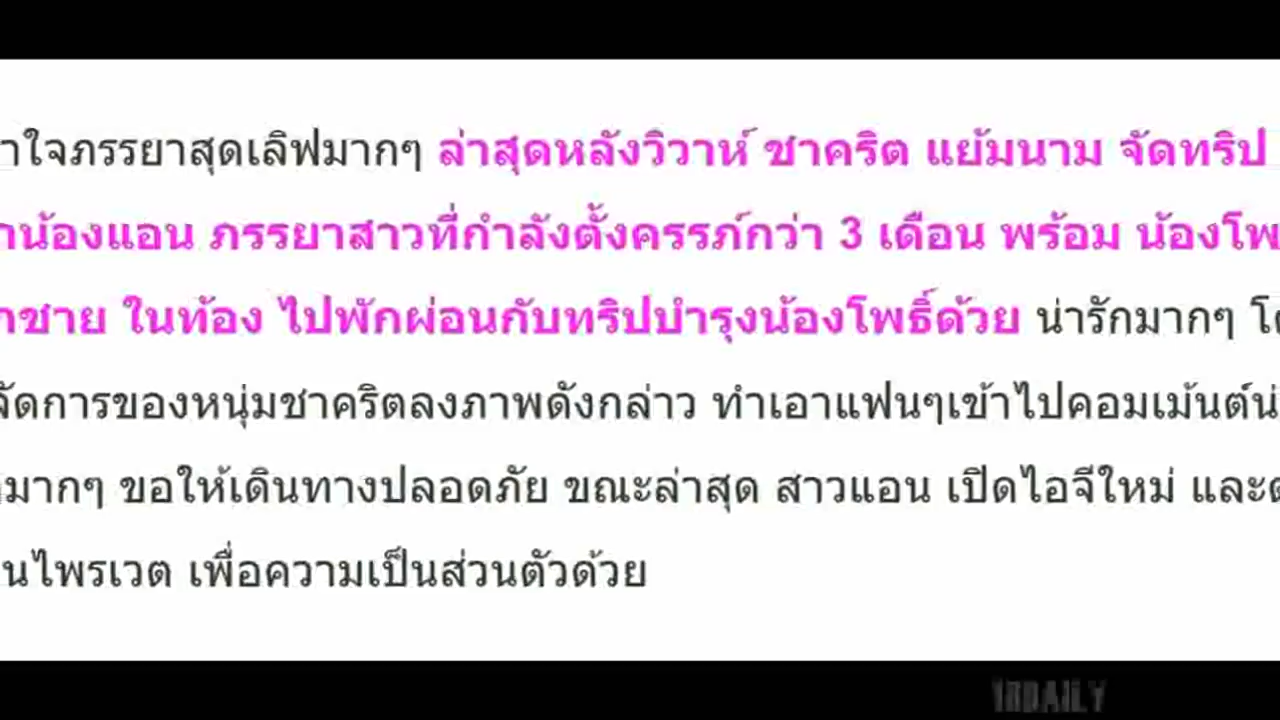 าใจภรรยาสุดเลิฟมากๆ ล่าสุดหลังวิวาห์ ชาคริต แย้มนาม จัดทริป
าน้องแอน ภรรยาสาวที่กำลังตั้งครรภ์กว่า 3 เดือน พร้อม น้องโพ
กชาย ในท้อง ไปพักผ่อนกับทริปบำรุงน้องโพธิ์ด้วย น่ารักมากๆ โด
จัดการของหนุ่มชาคริตลงภาพดังกล่าว ทำเอาแฟนๆเข้าไปคอมเม้นต์น่
มากๆ ขอให้เดินทางปลอดภัย ขณะล่าสุด สาวแอน เปิดไอจีใหม่ และต
นไพรเวต เพื่อความเป็นส่วนตัวด้วย